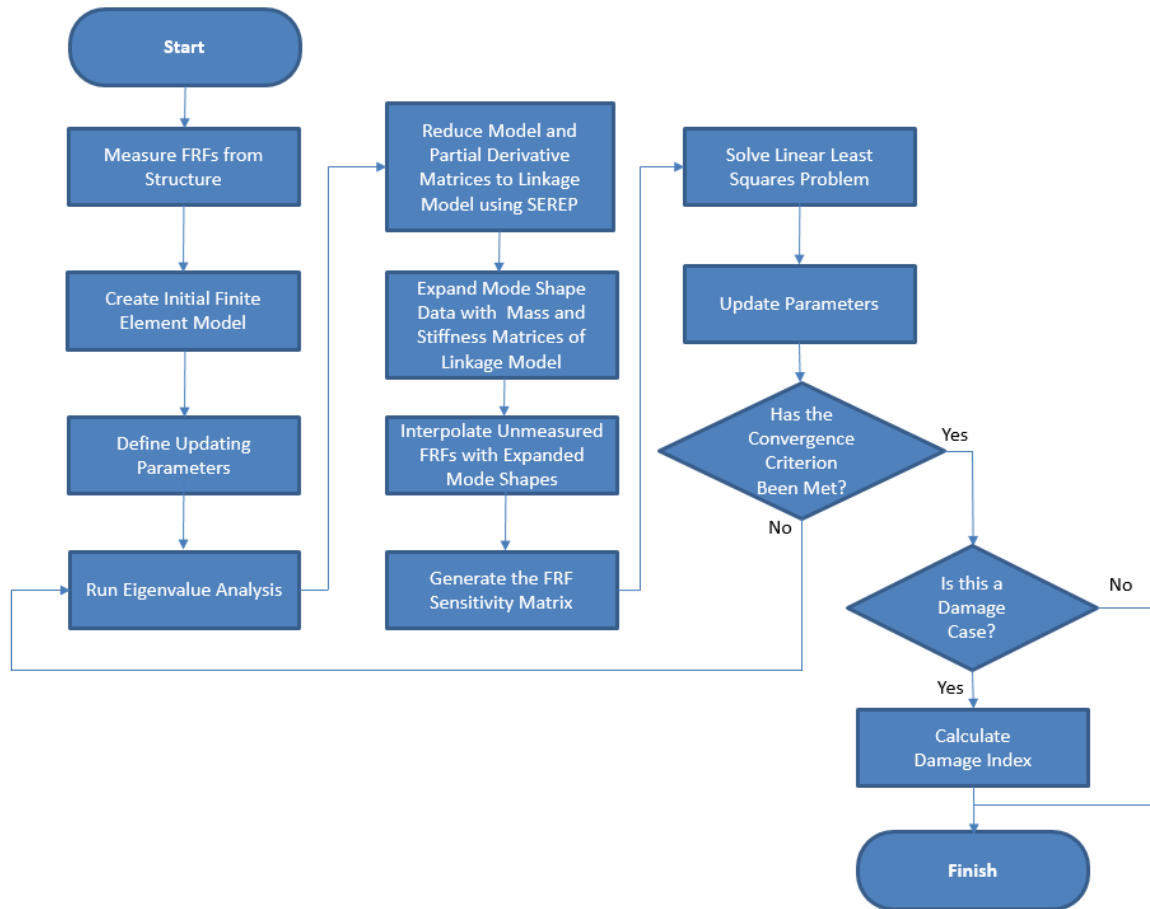 Start
Measure FRFs from
Structure
Create Initial Finite
Element Model
Define Updating
Parameters
Run Eigenvalue Analysis
Reduce Model and
Partial Derivative
Matrices to Linkage
Model using SEREP
Expand Mode Shape
Data with Mass and
Stiffness Matrices of
Linkage Model
Interpolate Unmeasured
FRFs with Expanded
Mode Shapes
Generate the FRF
Sensitivity Matrix
Solve Linear Least
Squares Problem
Update Parameters
Has the
Convergence
Criterion
Been Met?
Yes
No
Is this a
Damage
Case?
No
Yes
Calculate
Damage Index
Finish